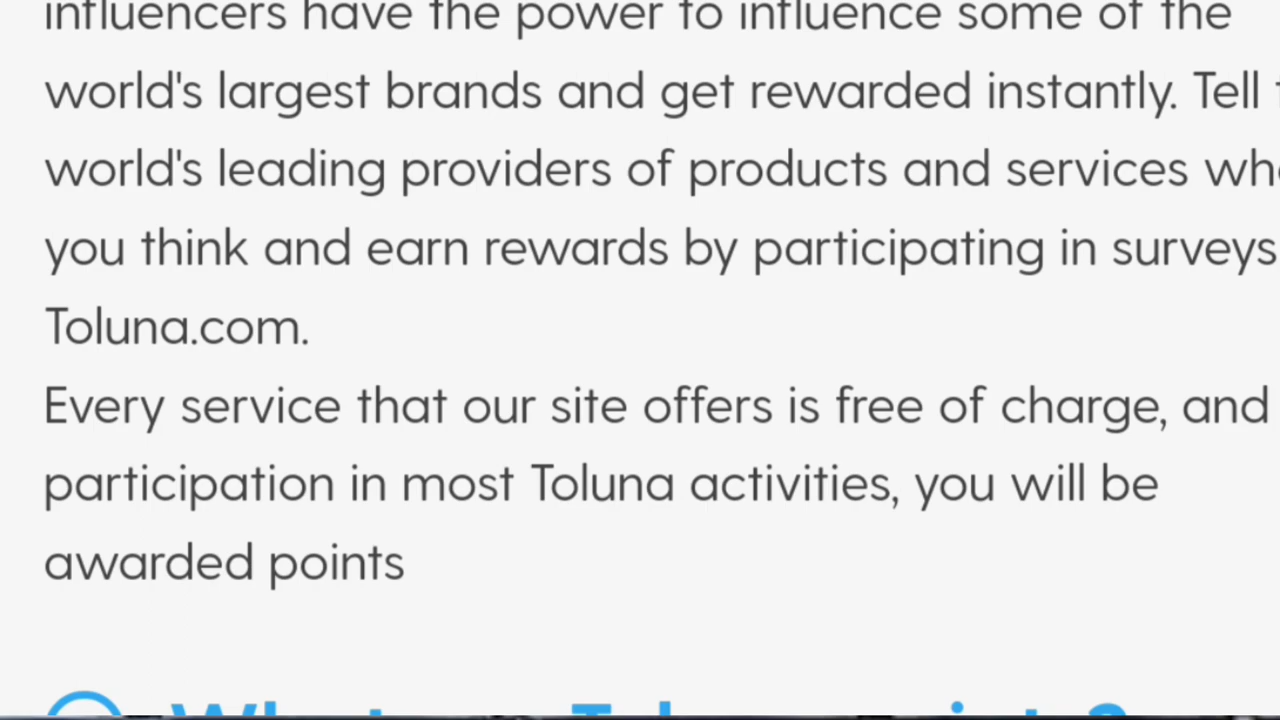 influencers have the power to influence some of the
world's largest brands and get rewarded instantly. Tell
world's leading providers of products and services
you think and earn rewards by participating in surveys
Toluna.com.
Every service that our site offers is free of charge, and
participation in most Toluna activities, you will be
awarded points